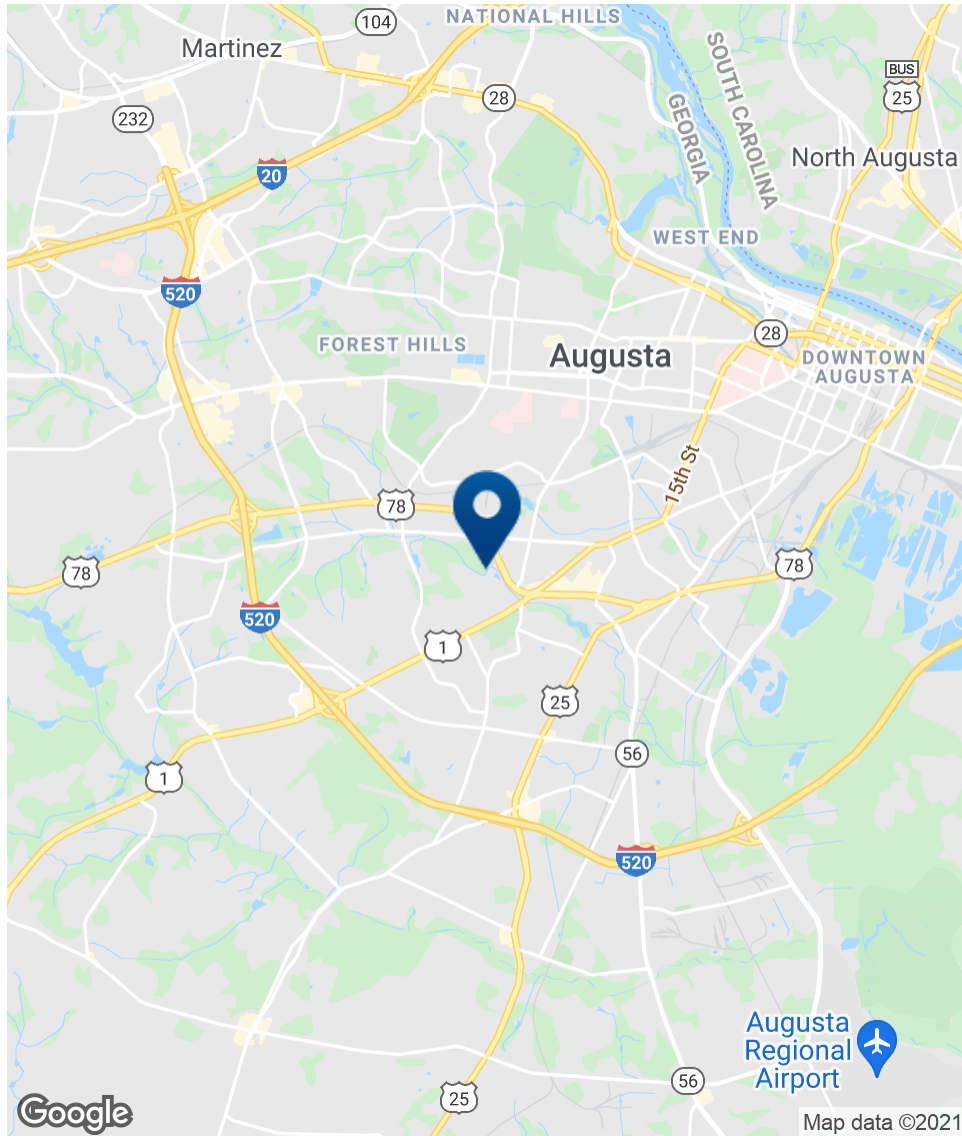 104
NATIONAL HILLS
Martinez
28
BUS
25
232
SOUTH CAROLINA
GEORGIA
North Augusta
20
WEST END
520
28
FOREST HILLS
Augusta
DOWNTOWN
AUGUSTA
15th St
78
78
78
520
1
25
56
1
520
Augusta
Regional
Airport
56
25
Google
Map data ©2021